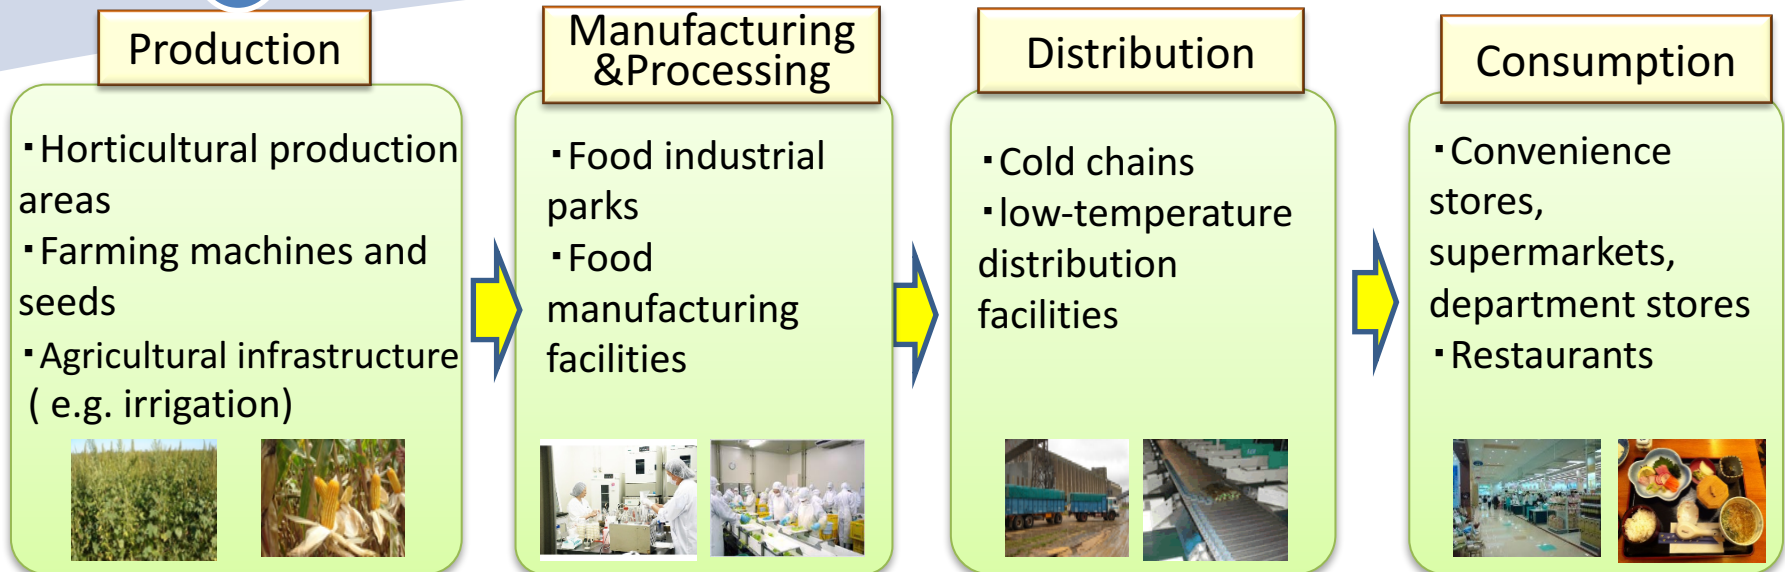 Production
・Horticultural production
areas
・Farming machines and
seeds
・Agricultural infrastructure
( e.g. irrigation)
Manufacturing
&Processing
・Food industrial
parks
・Food
manufacturing
facilities
Distribution
・Cold chains
・low-temperature
distribution
facilities
Consumption
・Convenience
stores,
supermarkets,
department stores
・Restaurants